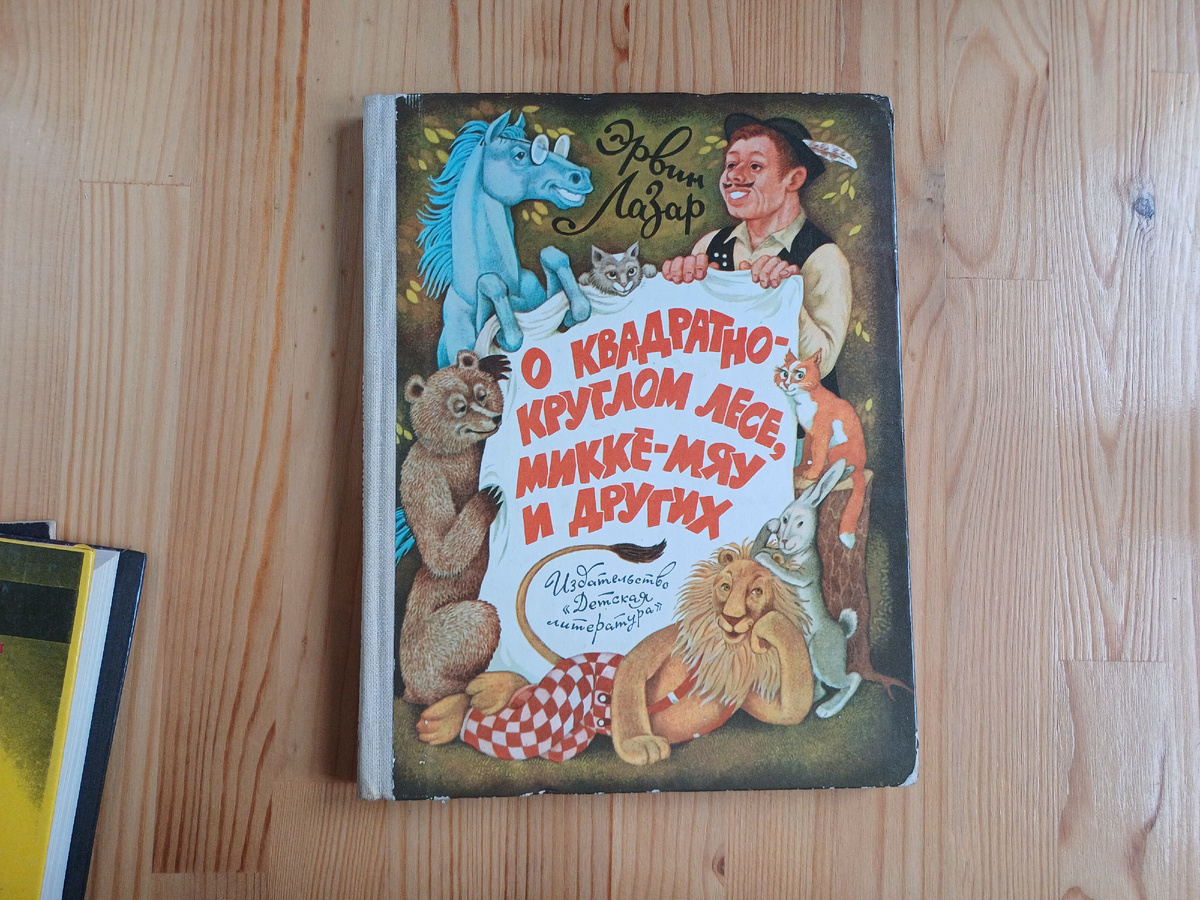 Эрвин
Лазар
О КВАДРАТНО-
КРУГЛОМ ЛЕСЕ,
МИККЕ-МЯУ
И ДРУГИХ
Издательство
«Детская
литература»